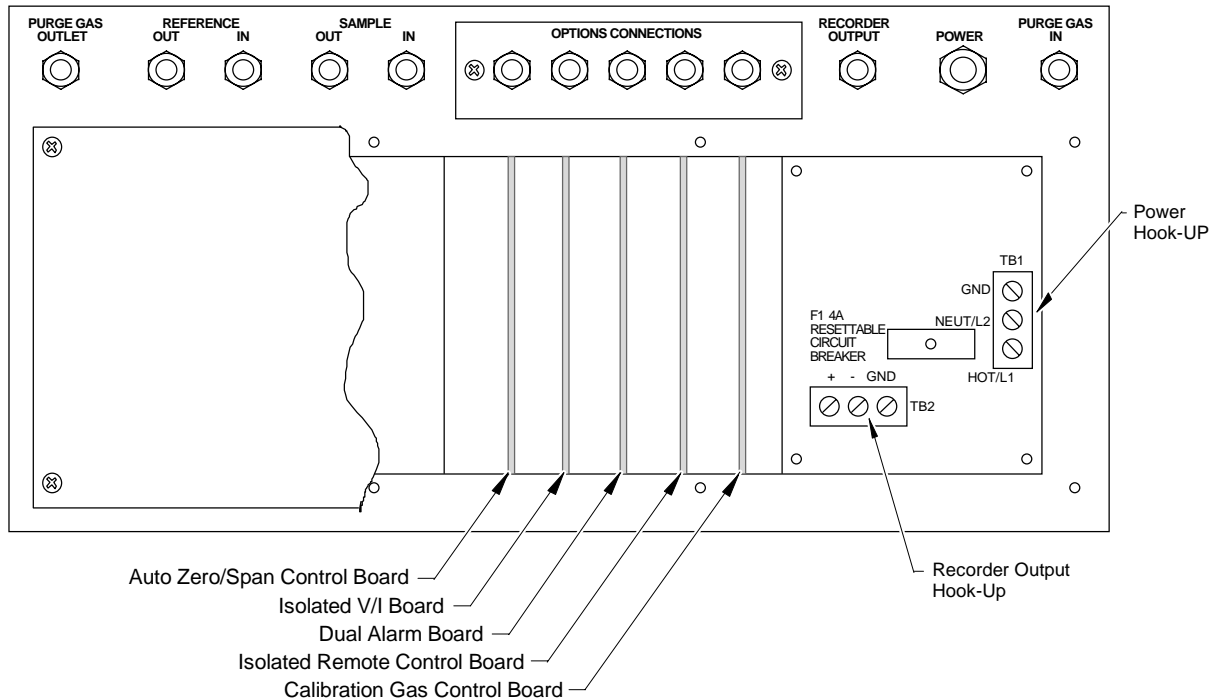 PURGE GAS
OUTLET
REFERENCE
OUT
IN
SAMPLE
OUT
IN
OPTIONS CONNECTIONS
RECORDER
OUTPUT
POWER
PURGE GAS
IN
Power
Hook-UP
TB1
GND
NEUT/L2
HOT/L1
F1 4A
RESETTABLE
CIRCUIT
BREAKER
+ - GND
TB2
Auto Zero/Span Control Board
Isolated V/I Board
Dual Alarm Board
Isolated Remote Control Board
Calibration Gas Control Board
Recorder Output
Hook-Up